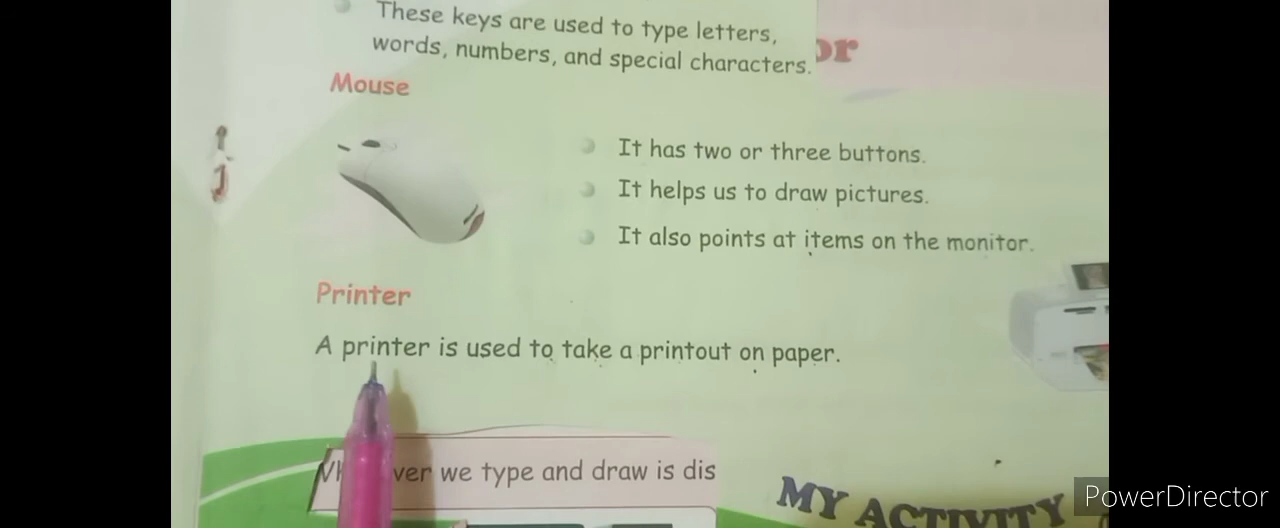 These keys are used to type letters,
words, numbers, and special characters.
or
Mouse
It has two or three buttons.
It helps us to draw pictures.
It also points at items on the monitor.
Printer
A printer is used to take a printout on paper.
ver we type and draw is dis
MY ACTIVITY
PowerDirector